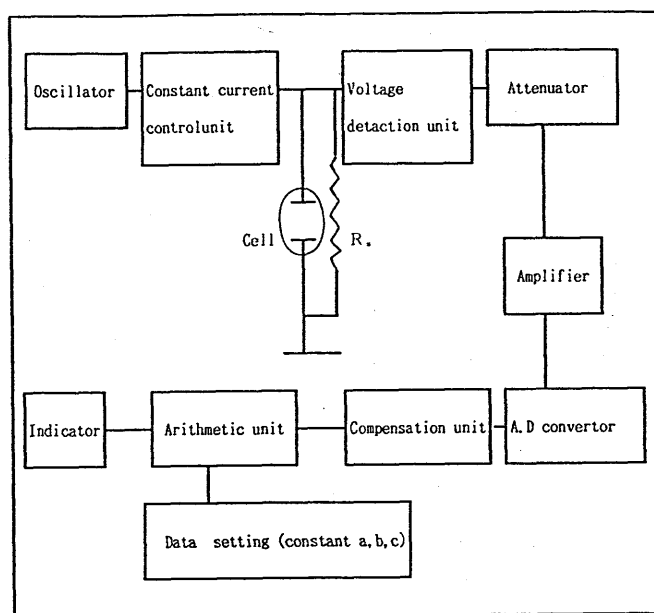 Oscillator
Constant current
controlunit
Voltage
detaction unit
Attenuator
Cell
R.
Amplifier
Indicator
Arithmetic unit
Compensation unit
A.D convertor
Data setting (constant a,b,c)